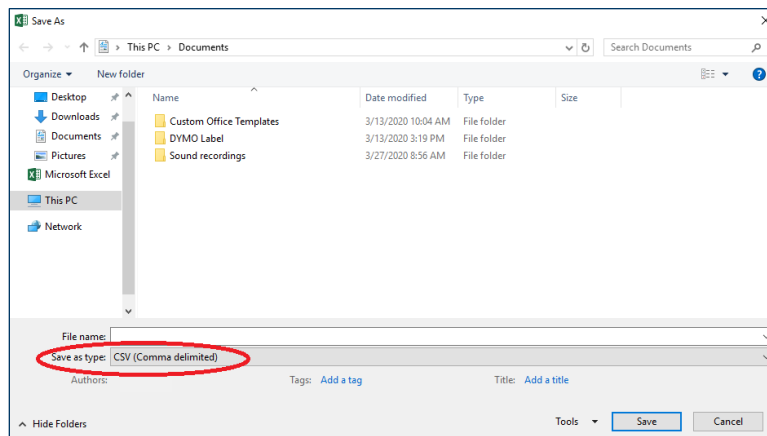 Save As
This PC > Documents
Search Documents
Organize
New folder
Name
Date modified
Type
Size
Desktop
Downloads
Documents
Pictures
Microsoft Excel
This PC
Network
Custom Office Templates 3/13/2020 10:04 AM File folder
DYMO Label 3/13/2020 3:19 PM File folder
Sound recordings 3/27/2020 8:56 AM File folder
File name:
Save as type: CSV (Comma delimited)
Authors: Tags: Add a tag Title: Add a title
Hide Folders
Tools
Save
Cancel